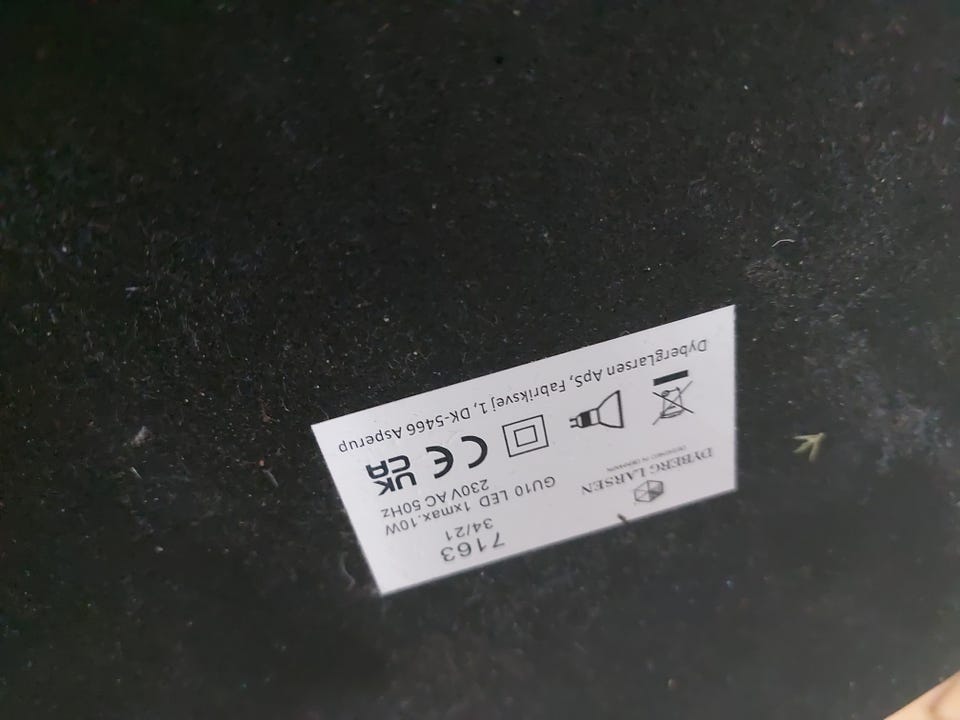 DYBERG LARSEN
DESIGNED IN DENMARK
7163
34/21
GU10 LED 1xmax.10W
230V AC 50Hz
CE UK CA
DybergLarsen ApS, Fabriksvej 1, DK-5466 Asperup